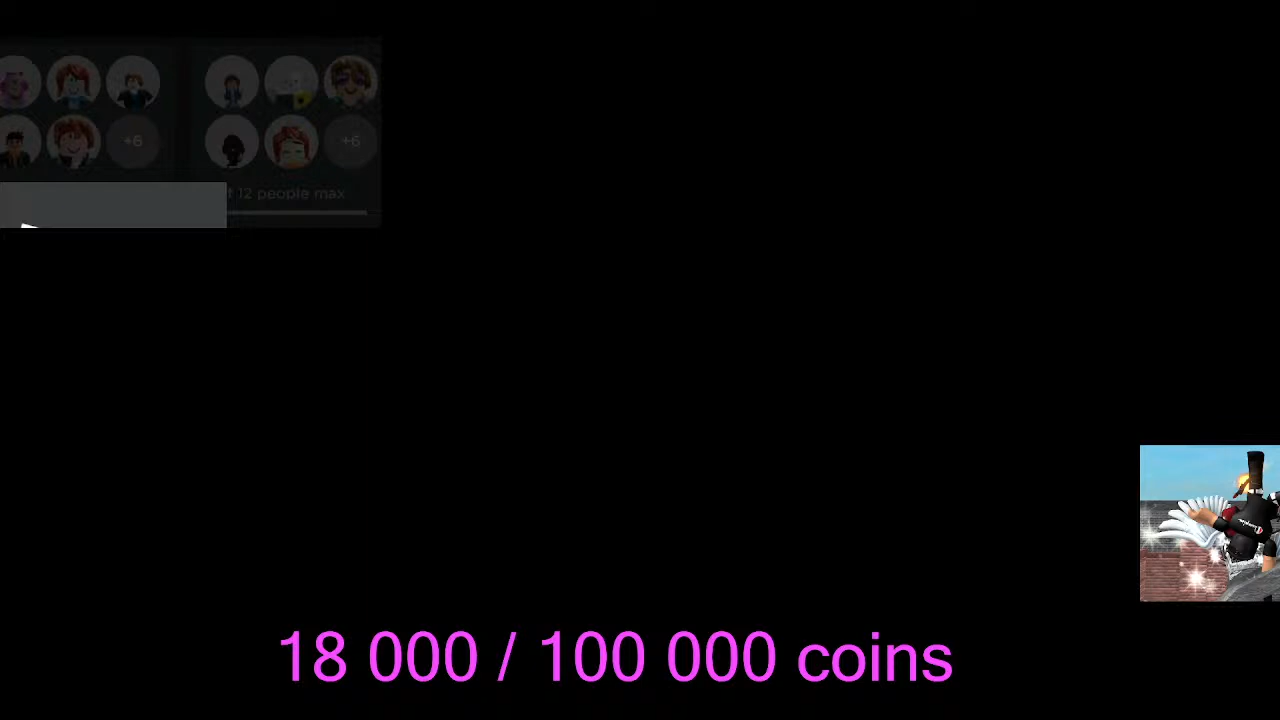 +6
+6
12 people max
18 000 / 100 000 coins